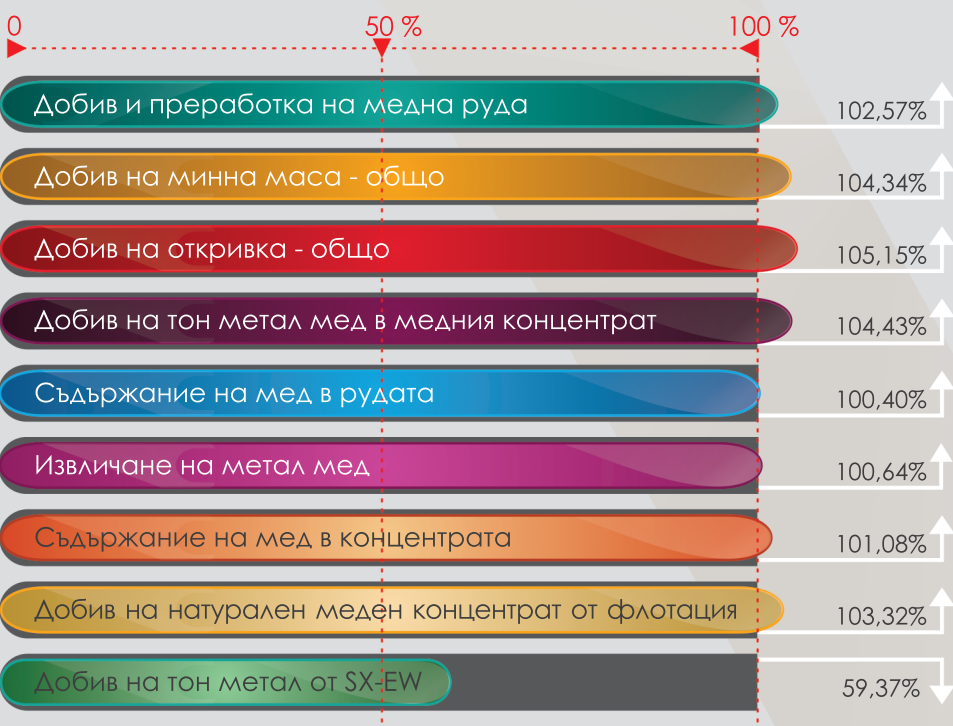 0 50 % 100 %
Добив и преработка на медна руда 102,57%
Добив на минна маса - общо 104,34%
Добив на откривка - общо 105,15%
Добив на тон метал мед в медния концентрат 104,43%
Съдържание на мед в рудата 100,40%
Извличане на метал мед 100,64%
Съдържание на мед в концентрата 101,08%
Добив на натурален меден концентрат от флотация 103,32%
Добив на тон метал от SX-EW 59,37%